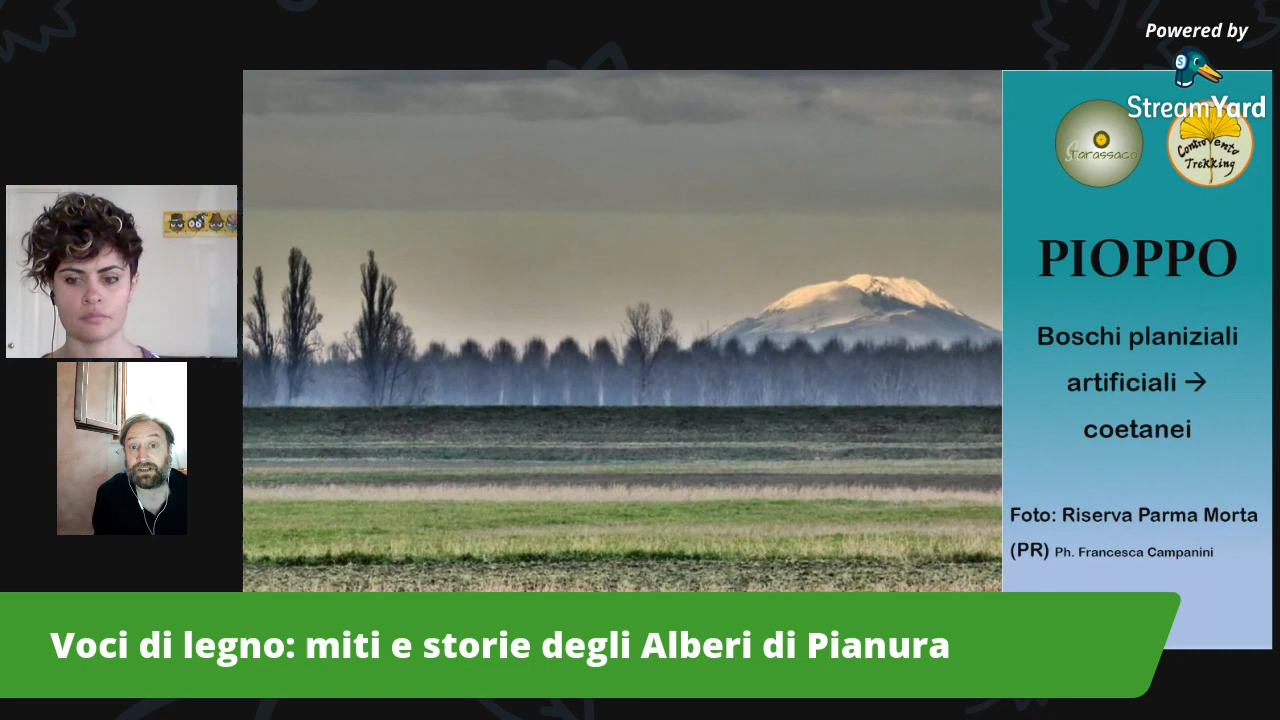 Powered by
StreamYard
Tarassaco
ControVento
Trekking
PIOPPO
Boschi planiziali
artificiali →
coetanei
Foto: Riserva Parma Morta
(PR) Ph. Francesca Campanini
Voci di legno: miti e storie degli Alberi di Pianura